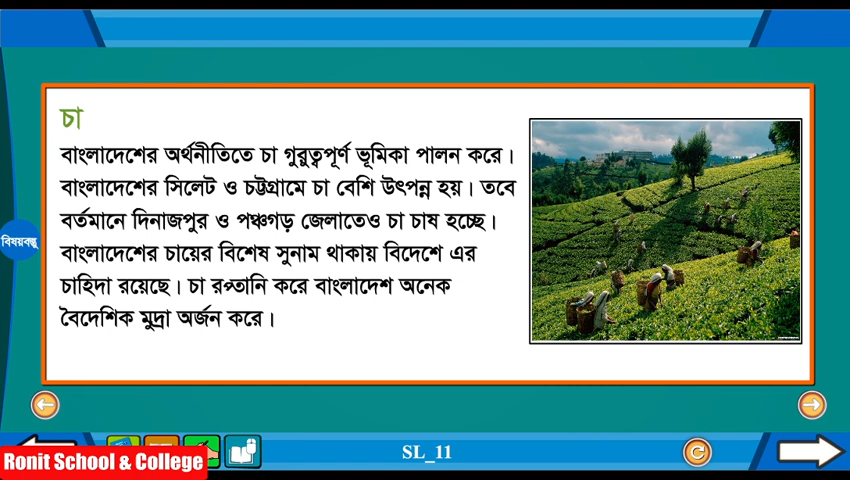 চা
বাংলাদেশের অর্থনীতিতে চা গুরুত্বপূর্ণ ভূমিকা পালন করে।
বাংলাদেশের সিলেট ও চট্টগ্রামে চা বেশি উৎপন্ন হয়। তবে
বর্তমানে দিনাজপুর ও পঞ্চগড় জেলাতেও চা চাষ হচ্ছে।
বাংলাদেশের চায়ের বিশেষ সুনাম থাকায় বিদেশে এর
চাহিদা রয়েছে। চা রপ্তানি করে বাংলাদেশ অনেক
বৈদেশিক মুদ্রা অর্জন করে।
বিষয়বস্তু
SL_11
Ronit School & College